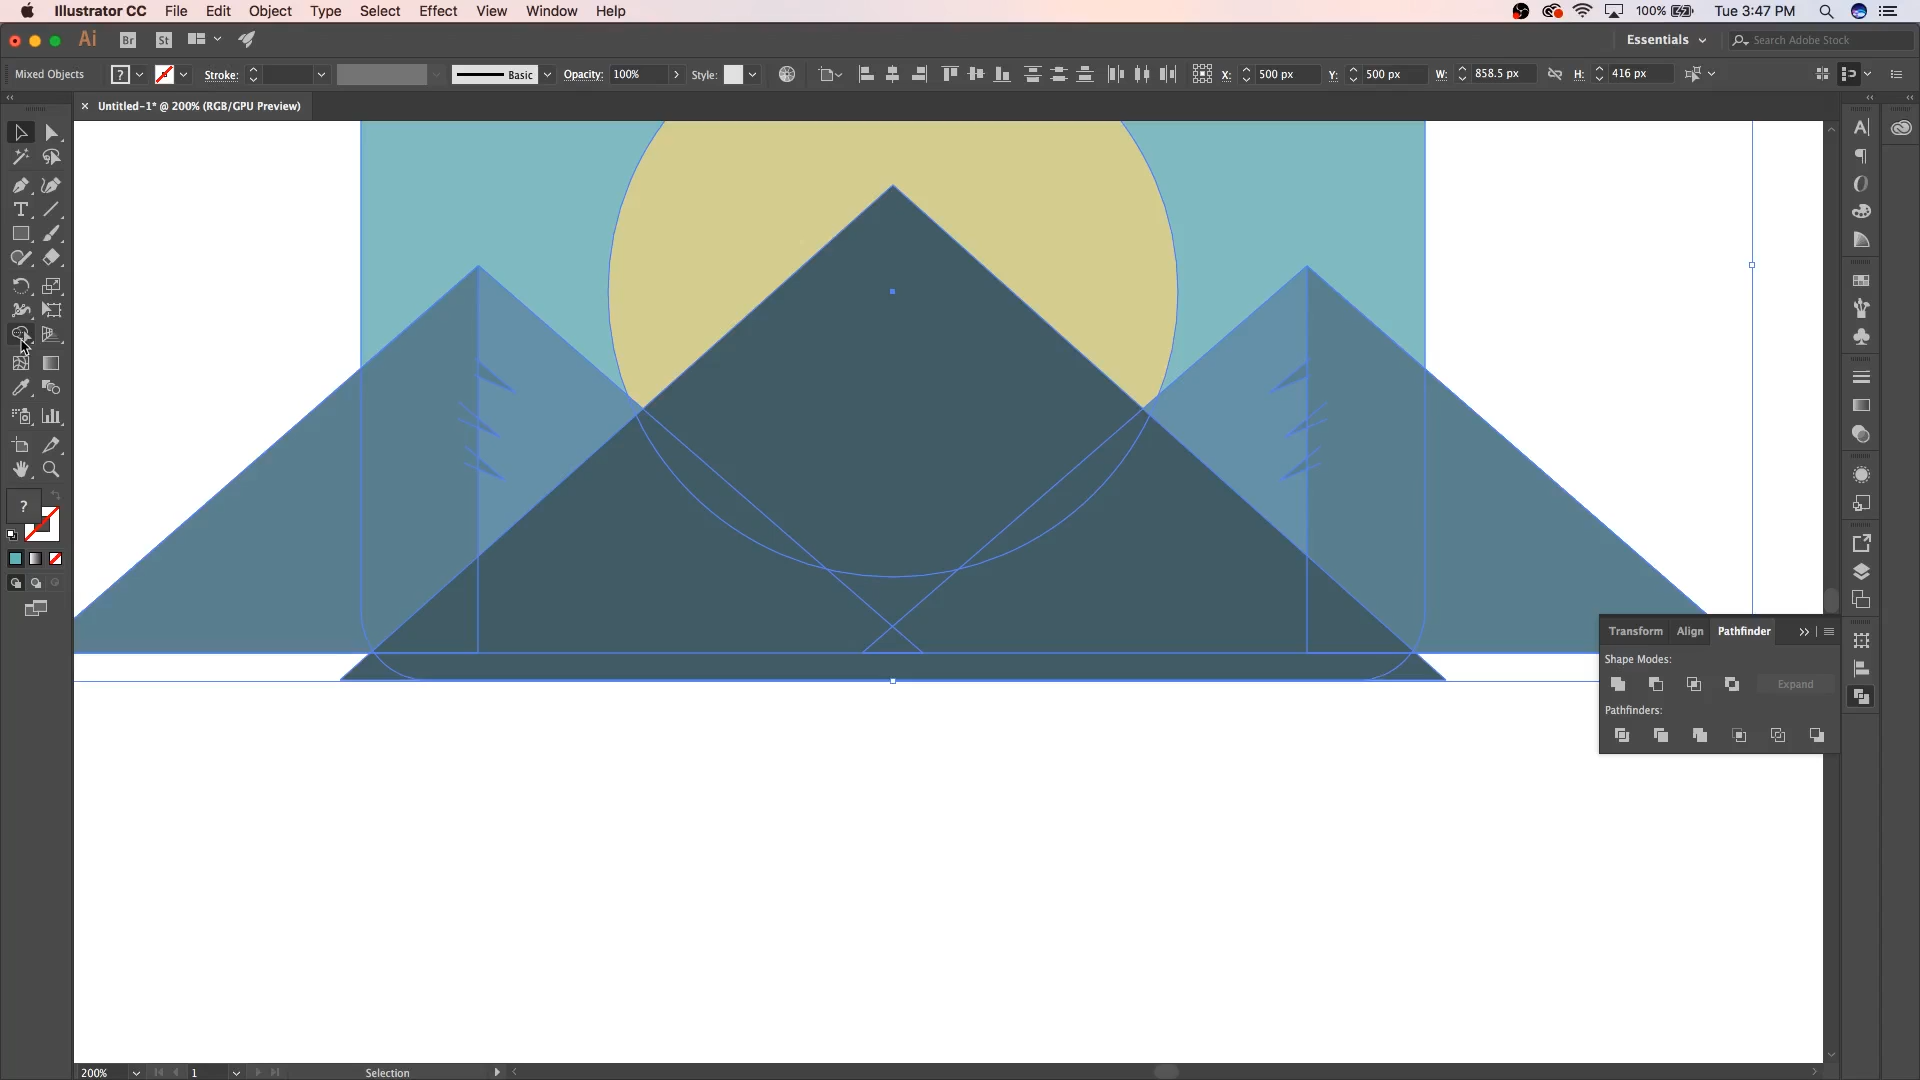 Illustrator CC File Edit Object Type Select Effect View Window Help 100% Tue 3:47 PM
Ai Br St Essentials Search Adobe Stock
Mixed Objects ? Stroke: Basic Opacity: 100% Style: X: 500 px Y: 500 px W: 858.5 px H: 416 px
× Untitled-1* @ 200% (RGB/GPU Preview)
?
Transform Align Pathfinder
Shape Modes:
Expand
Pathfinders:
200% 1 Selection